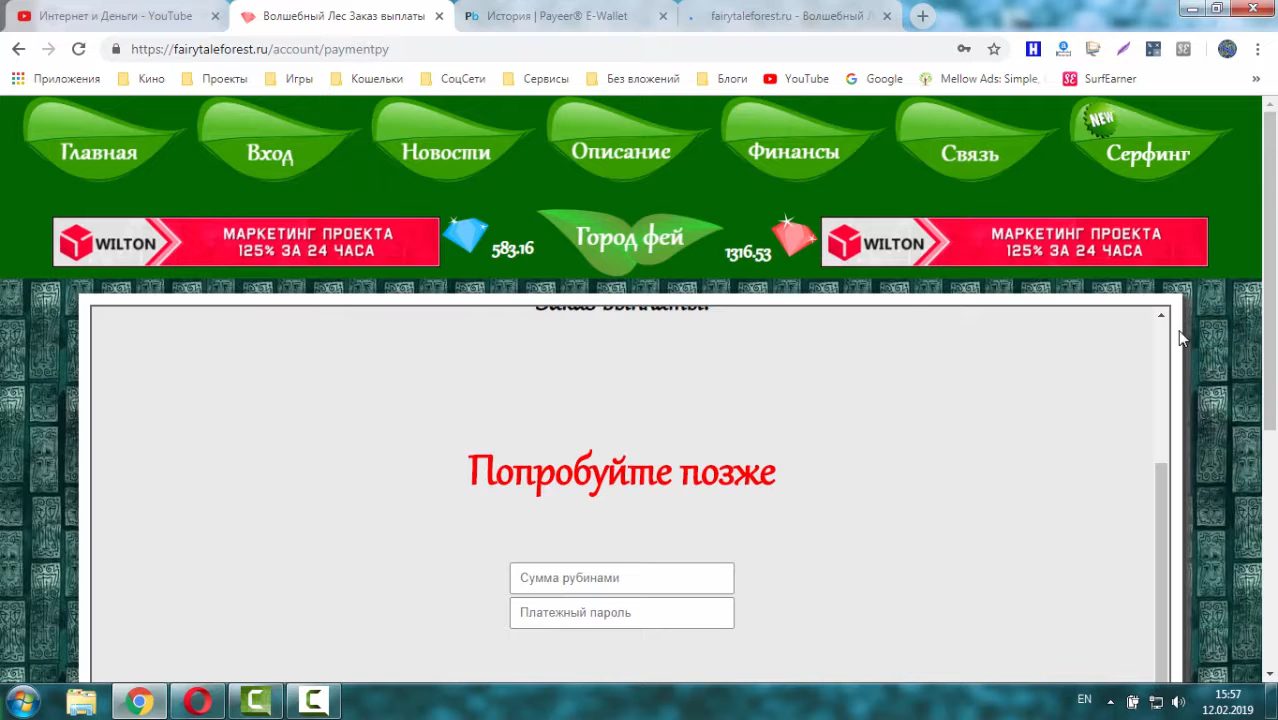 Интернет и Деньги - YouTube
Волшебный Лес Заказ выплаты
История | Payeer® E-Wallet
fairytaleforest.ru - Волшебный Л
https://fairytaleforest.ru/account/paymentpy
Приложения
Кино
Проекты
Игры
Кошельки
СоцСети
Сервисы
Без вложений
Блоги
YouTube
Google
Mellow Ads: Simple,
SurfEarner
Главная
Вход
Новости
Описание
Финансы
Связь
NEW
Серфинг
WILTON
МАРКЕТИНГ ПРОЕКТА
125% ЗА 24 ЧАСА
583.16
Город фей
1316.53
WILTON
МАРКЕТИНГ ПРОЕКТА
125% ЗА 24 ЧАСА
Заказ выплаты
Попробуйте позже
Сумма рубинами
Платежный пароль
EN
15:57
12.02.2019